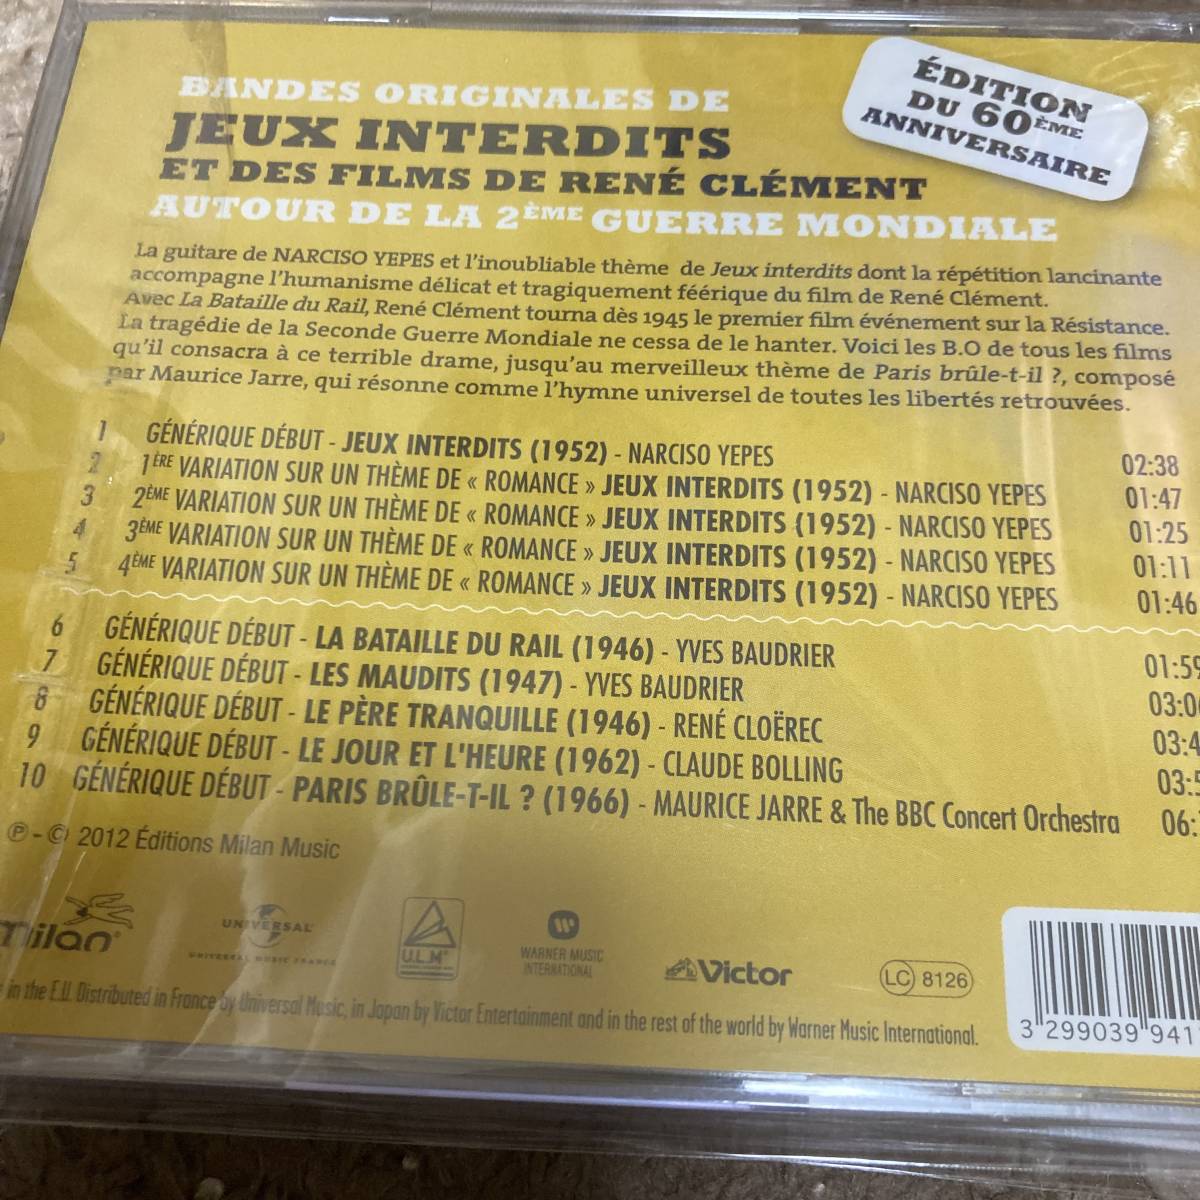 BANDES ORIGINALES DE
JEUX INTERDITS
ET DES FILMS DE RENÉ CLÉMENT
AUTOUR DE LA 2ÈME GUERRE MONDIALE
ÉDITION
DU 60ÈME
ANNIVERSAIRE
La guitare de NARCISO YEPES et l'inoubliable thème de Jeux interdits dont la répétition lancinante
accompagne l'humanisme délicat et tragiquement féérique du film de René Clément.
Avec La Bataille du Rail, René Clément tourna dès 1945 le premier film événement sur la Résistance.
La tragédie de la Seconde Guerre Mondiale ne cessa de le hanter. Voici les B.O de tous les films
qu'il consacra à ce terrible drame, jusqu'au merveilleux thème de Paris brûle-t-il ?, composé
par Maurice Jarre, qui résonne comme l'hymne universel de toutes les libertés retrouvées.
1 GÉNÉRIQUE DÉBUT - JEUX INTERDITS (1952) - NARCISO YEPES 02:38
2 1ÈRE VARIATION SUR UN THÈME DE « ROMANCE » JEUX INTERDITS (1952) - NARCISO YEPES 01:47
3 2ÈME VARIATION SUR UN THÈME DE « ROMANCE » JEUX INTERDITS (1952) - NARCISO YEPES 01:25
4 3ÈME VARIATION SUR UN THÈME DE « ROMANCE » JEUX INTERDITS (1952) - NARCISO YEPES 01:11
5 4ÈME VARIATION SUR UN THÈME DE « ROMANCE » JEUX INTERDITS (1952) - NARCISO YEPES 01:46
6 GÉNÉRIQUE DÉBUT - LA BATAILLE DU RAIL (1946) - YVES BAUDRIER 01:59
7 GÉNÉRIQUE DÉBUT - LES MAUDITS (1947) - YVES BAUDRIER 03:0
8 GÉNÉRIQUE DÉBUT - LE PÈRE TRANQUILLE (1946) - RENÉ CLOËREC 03:4
9 GÉNÉRIQUE DÉBUT - LE JOUR ET L'HEURE (1962) - CLAUDE BOLLING 03:5
10 GÉNÉRIQUE DÉBUT - PARIS BRÛLE-T-IL ? (1966) - MAURICE JARRE & The BBC Concert Orchestra 06:
℗ - © 2012 Éditions Milan Music
milan
UNIVERSAL
UNIVERSAL MUSIC FRANCE
U.L.M
WARNER MUSIC
INTERNATIONAL
Victor
LC 8126
in the E.U. Distributed in France by Universal Music, in Japan by Victor Entertainment and in the rest of the world by Warner Music International.
3 299039 941